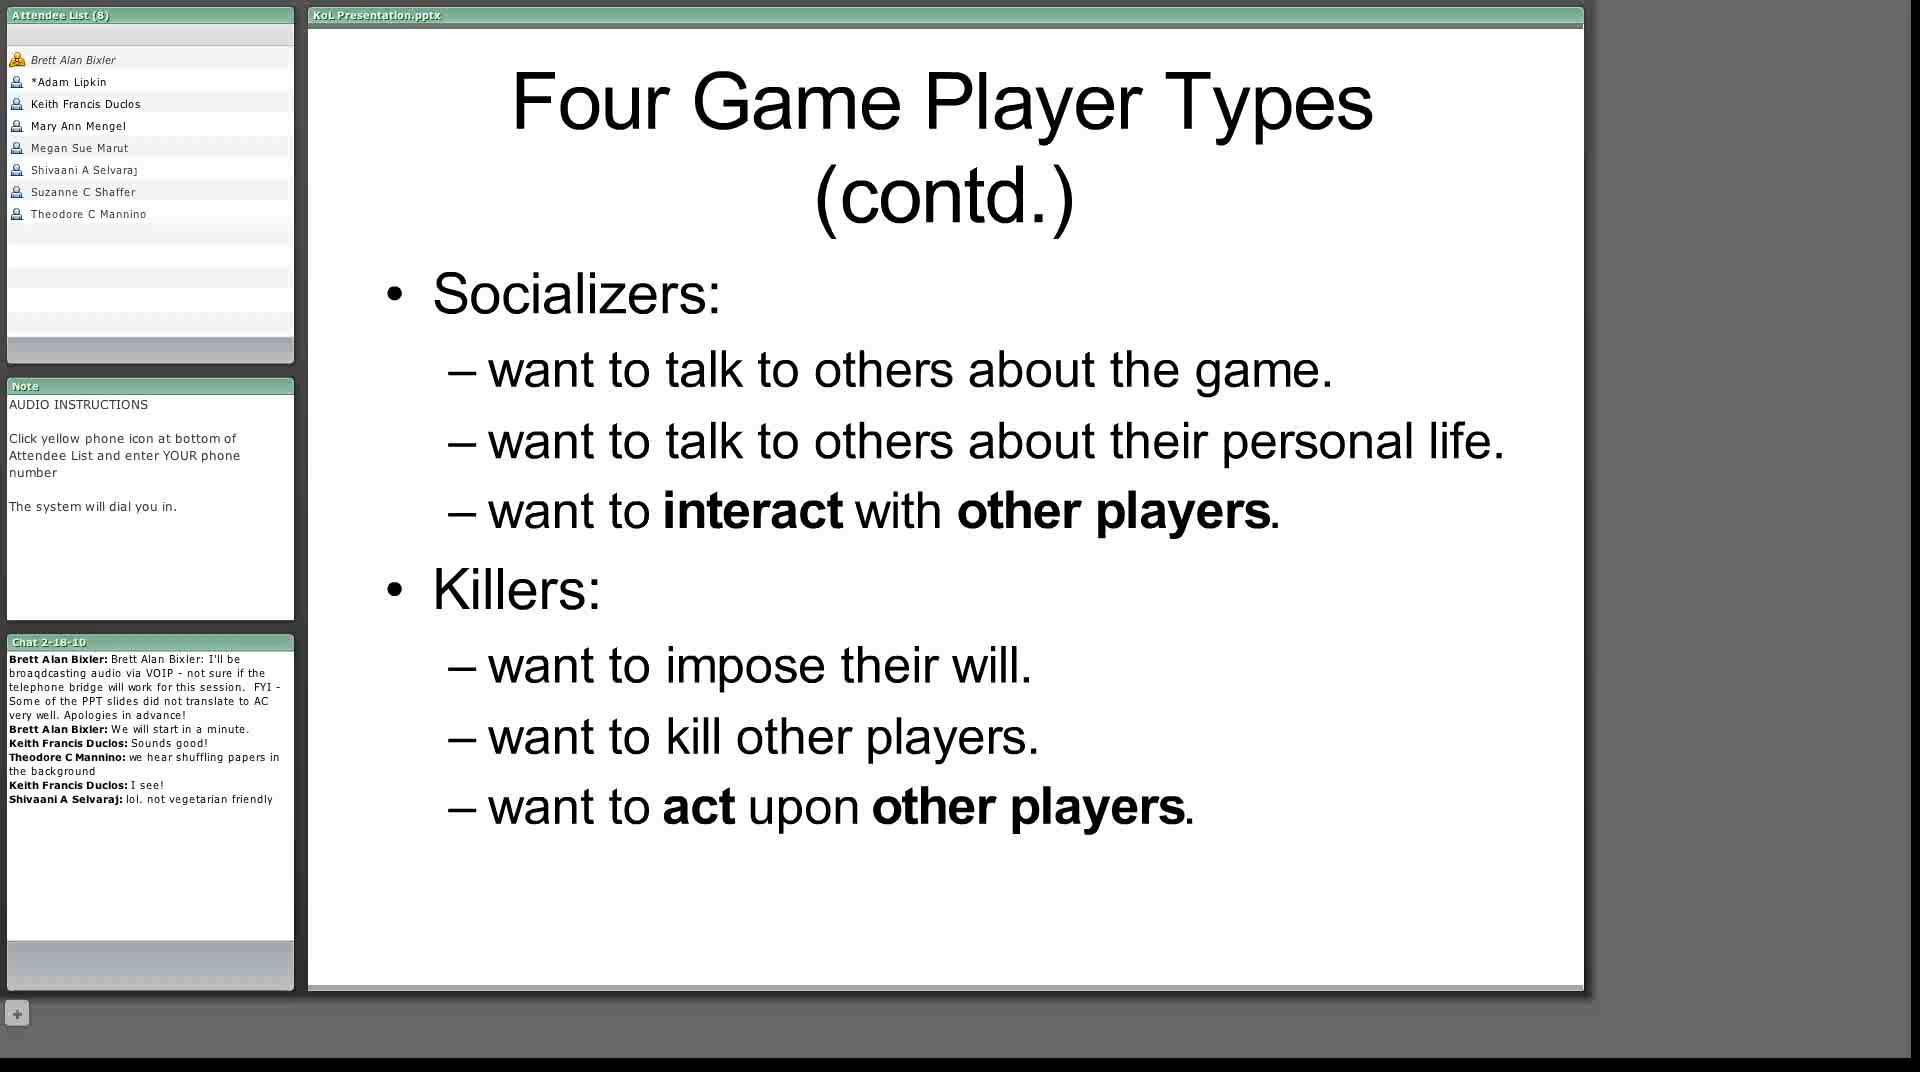 Attendee List (8)
Brett Alan Bixler
*Adam Lipkin
Keith Francis Duclos
Mary Ann Mengel
Megan Sue Marut
Shivaani A Selvaraj
Suzanne C Shaffer
Theodore C Mannino
Note
AUDIO INSTRUCTIONS
Click yellow phone icon at bottom of
Attendee List and enter YOUR phone
number
The system will dial you in.
Chat 2-18-10
Brett Alan Bixler: Brett Alan Bixler: I'll be
broaqdcasting audio via VOIP - not sure if the
telephone bridge will work for this session.  FYI -
Some of the PPT slides did not translate to AC
very well. Apologies in advance!
Brett Alan Bixler: We will start in a minute.
Keith Francis Duclos: Sounds good!
Theodore C Mannino: we hear shuffling papers in
the background
Keith Francis Duclos: I see!
Shivaani A Selvaraj: lol. not vegetarian friendly
KoL Presentation.pptx
Four Game Player Types
(contd.)
• Socializers:
– want to talk to others about the game.
– want to talk to others about their personal life.
– want to interact with other players.
• Killers:
– want to impose their will.
– want to kill other players.
– want to act upon other players.